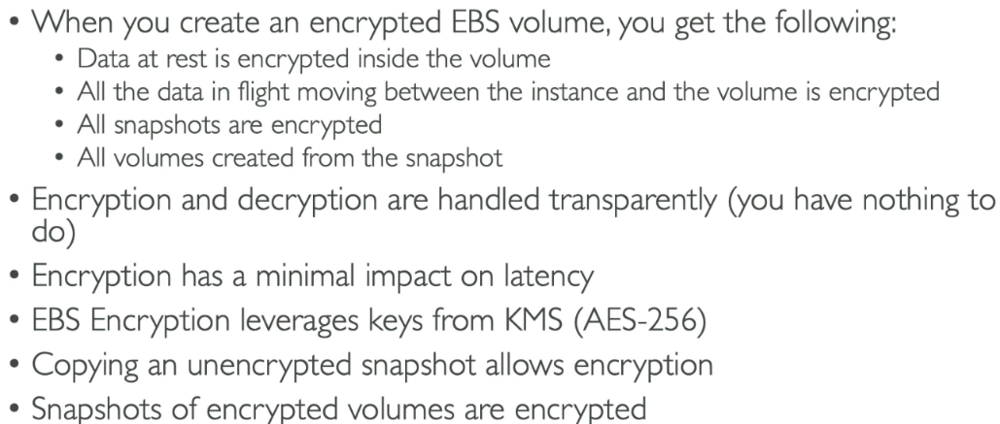 • When you create an encrypted EBS volume, you get the following:
• Data at rest is encrypted inside the volume
• All the data in flight moving between the instance and the volume is encrypted
• All snapshots are encrypted
• All volumes created from the snapshot
• Encryption and decryption are handled transparently (you have nothing to
do)
• Encryption has a minimal impact on latency
• EBS Encryption leverages keys from KMS (AES-256)
• Copying an unencrypted snapshot allows encryption
• Snapshots of encrypted volumes are encrypted